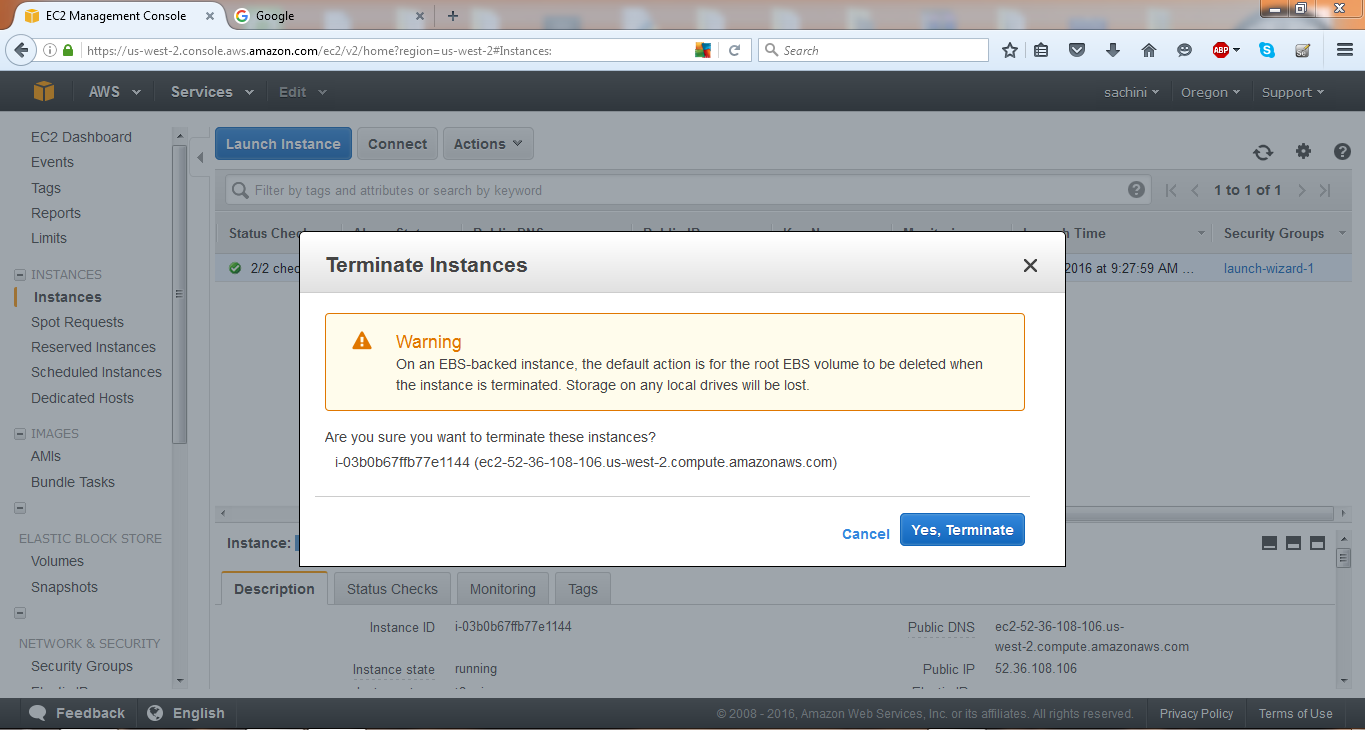 EC2 Management Console
Google
https://us-west-2.console.aws.amazon.com/ec2/v2/home?region=us-west-2#Instances:
Search
ABP
AWS Services Edit
sachini Oregon Support
EC2 Dashboard
Events
Tags
Reports
Limits
INSTANCES
Instances
Spot Requests
Reserved Instances
Scheduled Instances
Dedicated Hosts
IMAGES
AMIs
Bundle Tasks
ELASTIC BLOCK STORE
Volumes
Snapshots
NETWORK & SECURITY
Security Groups
Launch Instance Connect Actions
Filter by tags and attributes or search by keyword
1 to 1 of 1
Status Chec
Time
Security Groups
2/2 chec
2016 at 9:27:59 AM ...
launch-wizard-1
Terminate Instances
Warning
On an EBS-backed instance, the default action is for the root EBS volume to be deleted when
the instance is terminated. Storage on any local drives will be lost.
Are you sure you want to terminate these instances?
i-03b0b67ffb77e1144 (ec2-52-36-108-106.us-west-2.compute.amazonaws.com)
Cancel Yes, Terminate
Instance:
Description Status Checks Monitoring Tags
Instance ID i-03b0b67ffb77e1144
Public DNS ec2-52-36-108-106.us-
west-2.compute.amazonaws.com
Instance state running
Public IP 52.36.108.106
Feedback English
© 2008 - 2016, Amazon Web Services, Inc. or its affiliates. All rights reserved. Privacy Policy Terms of Use